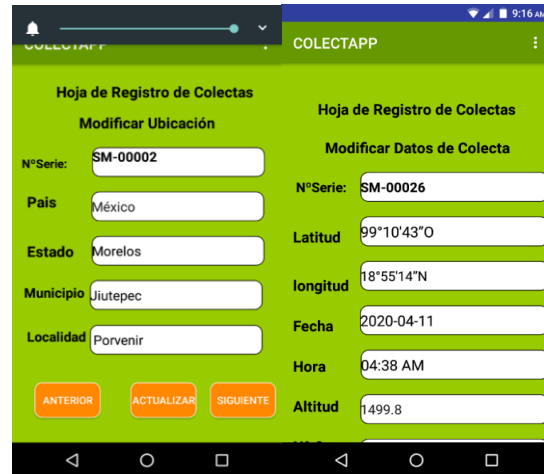 COLECTAPP
Hoja de Registro de Colectas
Modificar Ubicación
NºSerie: SM-00002
Pais México
Estado Morelos
Municipio Jiutepec
Localidad Porvenir
ANTERIOR ACTUALIZAR SIGUIENTE
9:16 AM
COLECTAPP
Hoja de Registro de Colectas
Modificar Datos de Colecta
NºSerie: SM-00026
Latitud 99°10'43”O
longitud 18°55'14”N
Fecha 2020-04-11
Hora 04:38 AM
Altitud 1499.8